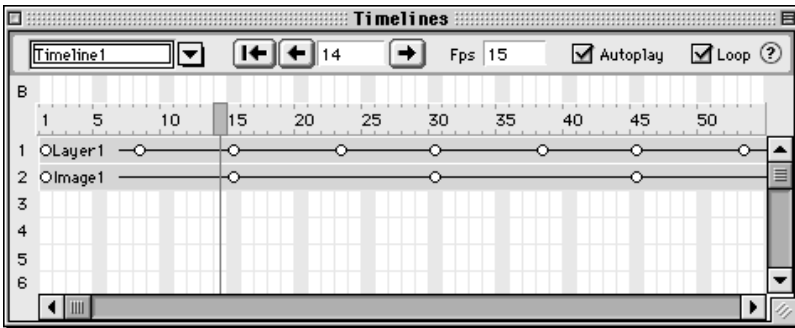 Timelines
Timeline1 14 Fps 15 Autoplay Loop ?
B
1 5 10 15 20 25 30 35 40 45 50
1 Layer1
2 Image1
3
4
5
6